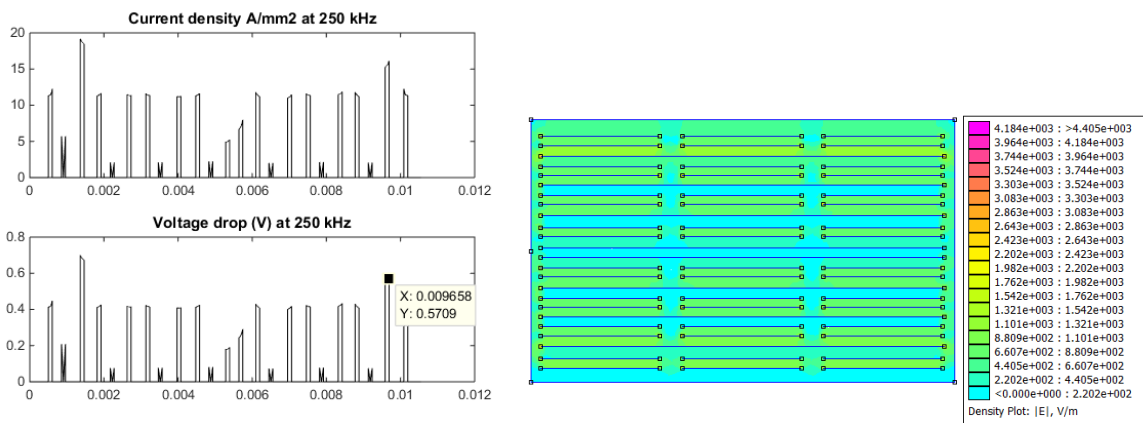 Current density A/mm2 at 250 kHz
20
15
10
5
0
0
0.002
0.004
0.006
0.008
0.01
0.012
Voltage drop (V) at 250 kHz
0.8
0.6
0.4
0.2
0
X: 0.009658
Y: 0.5709
0
0.002
0.004
0.006
0.008
0.01
0.012
4.184e+003 : >4.405e+003
3.964e+003 : 4.184e+003
3.744e+003 : 3.964e+003
3.524e+003 : 3.744e+003
3.303e+003 : 3.524e+003
3.083e+003 : 3.303e+003
2.863e+003 : 3.083e+003
2.643e+003 : 2.863e+003
2.423e+003 : 2.643e+003
2.202e+003 : 2.423e+003
1.982e+003 : 2.202e+003
1.762e+003 : 1.982e+003
1.542e+003 : 1.762e+003
1.321e+003 : 1.542e+003
1.101e+003 : 1.321e+003
8.809e+002 : 1.101e+003
6.607e+002 : 8.809e+002
4.405e+002 : 6.607e+002
2.202e+002 : 4.405e+002
<0.000e+000 : 2.202e+002
Density Plot: |E|, V/m